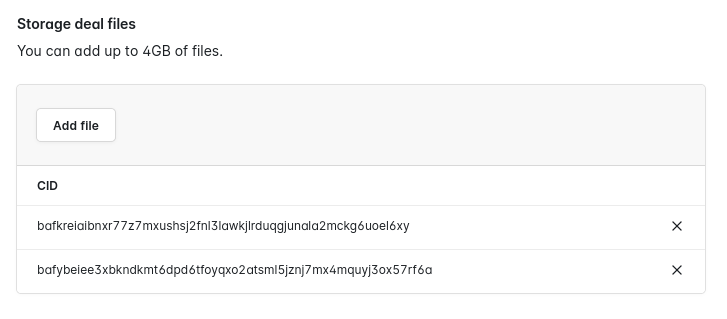 Storage deal files
You can add up to 4GB of files.
Add file
CID
bafkreiaibnxr77z7mxushsj2fnl3lawkjlrduqgjunala2mckg6uoel6xy
bafybeiee3xbkndkmt6dpd6tfoyqxo2atsml5jznj7mx4mquyj3ox57rf6a